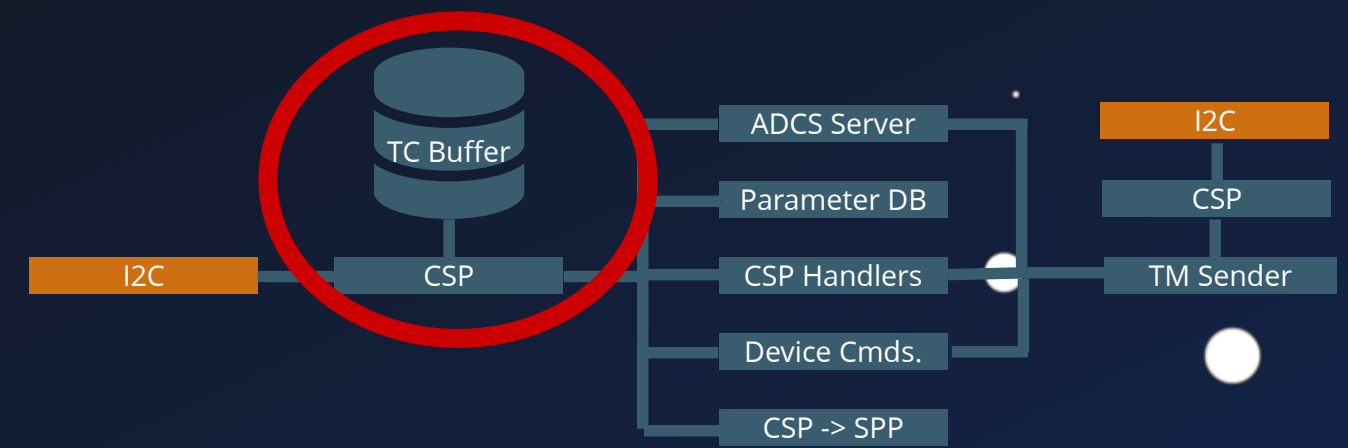 TC Buffer
I2C
CSP
ADCS Server
Parameter DB
CSP Handlers
Device Cmds.
CSP -> SPP
I2C
CSP
TM Sender